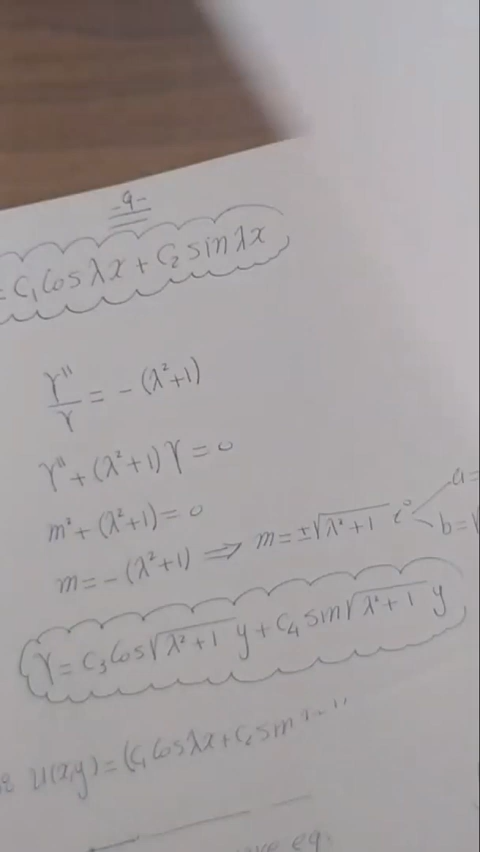 -9-
= C₁ cos λx + C₂ sin λx
Y''/Y = -(λ²+1)
Y'' + (λ²+1) Y = 0
m² + (λ²+1) = 0
m = -(λ²+1) ⇒ m = ±√(λ²+1) i
a =
b = √
Y = C₃ cos √(λ²+1) y + C₄ sin √(λ²+1) y
U(x,y) = (C₁ cos λx + C₂ sin
eq.